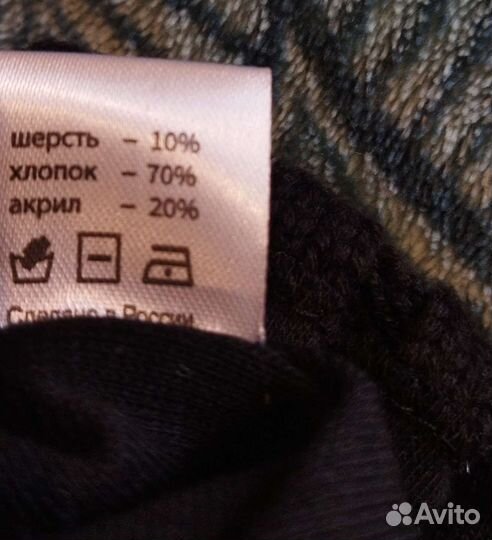 шерсть – 10%
хлопок – 70%
акрил – 20%
Сделано в России
Avito